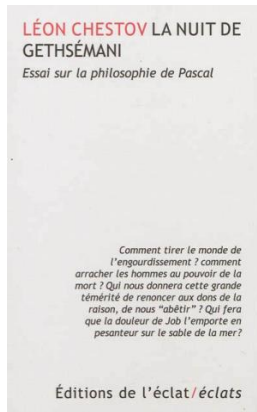 LÉON CHESTOV LA NUIT DE
GETHSÉMANI
Essai sur la philosophie de Pascal
Comment tirer le monde de
l'engourdissement ? comment
arracher les hommes au pouvoir de la
mort ? Qui nous donnera cette grande
témérité de renoncer aux dons de la
raison, de nous "abêtir" ? Qui fera
que la douleur de Job l'emporte en
pesanteur sur le sable de la mer?
Éditions de l'éclat/éclats